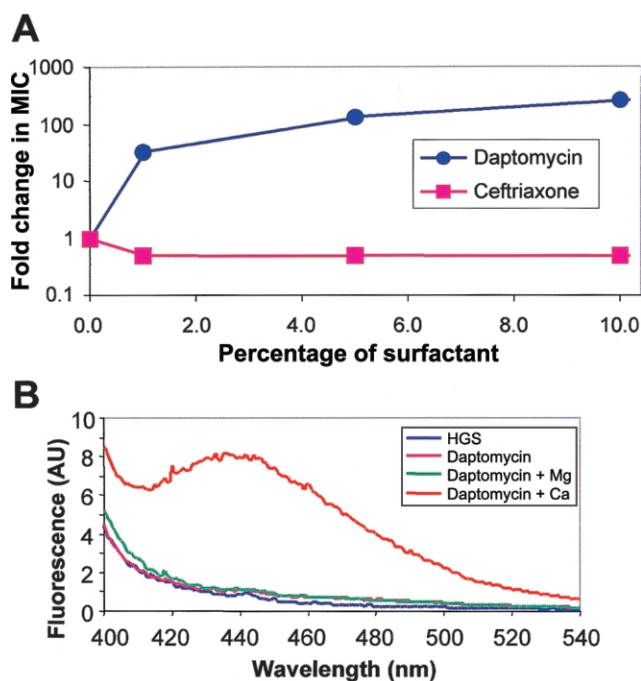 A
Fold change in MIC
1000
100
10
1
0.1
Daptomycin
Ceftriaxone
0.0 2.0 4.0 6.0 8.0 10.0
Percentage of surfactant
B
Fluorescence (AU)
10
8
6
4
2
0
HGS
Daptomycin
Daptomycin + Mg
Daptomycin + Ca
400 420 440 460 480 500 520 540
Wavelength (nm)